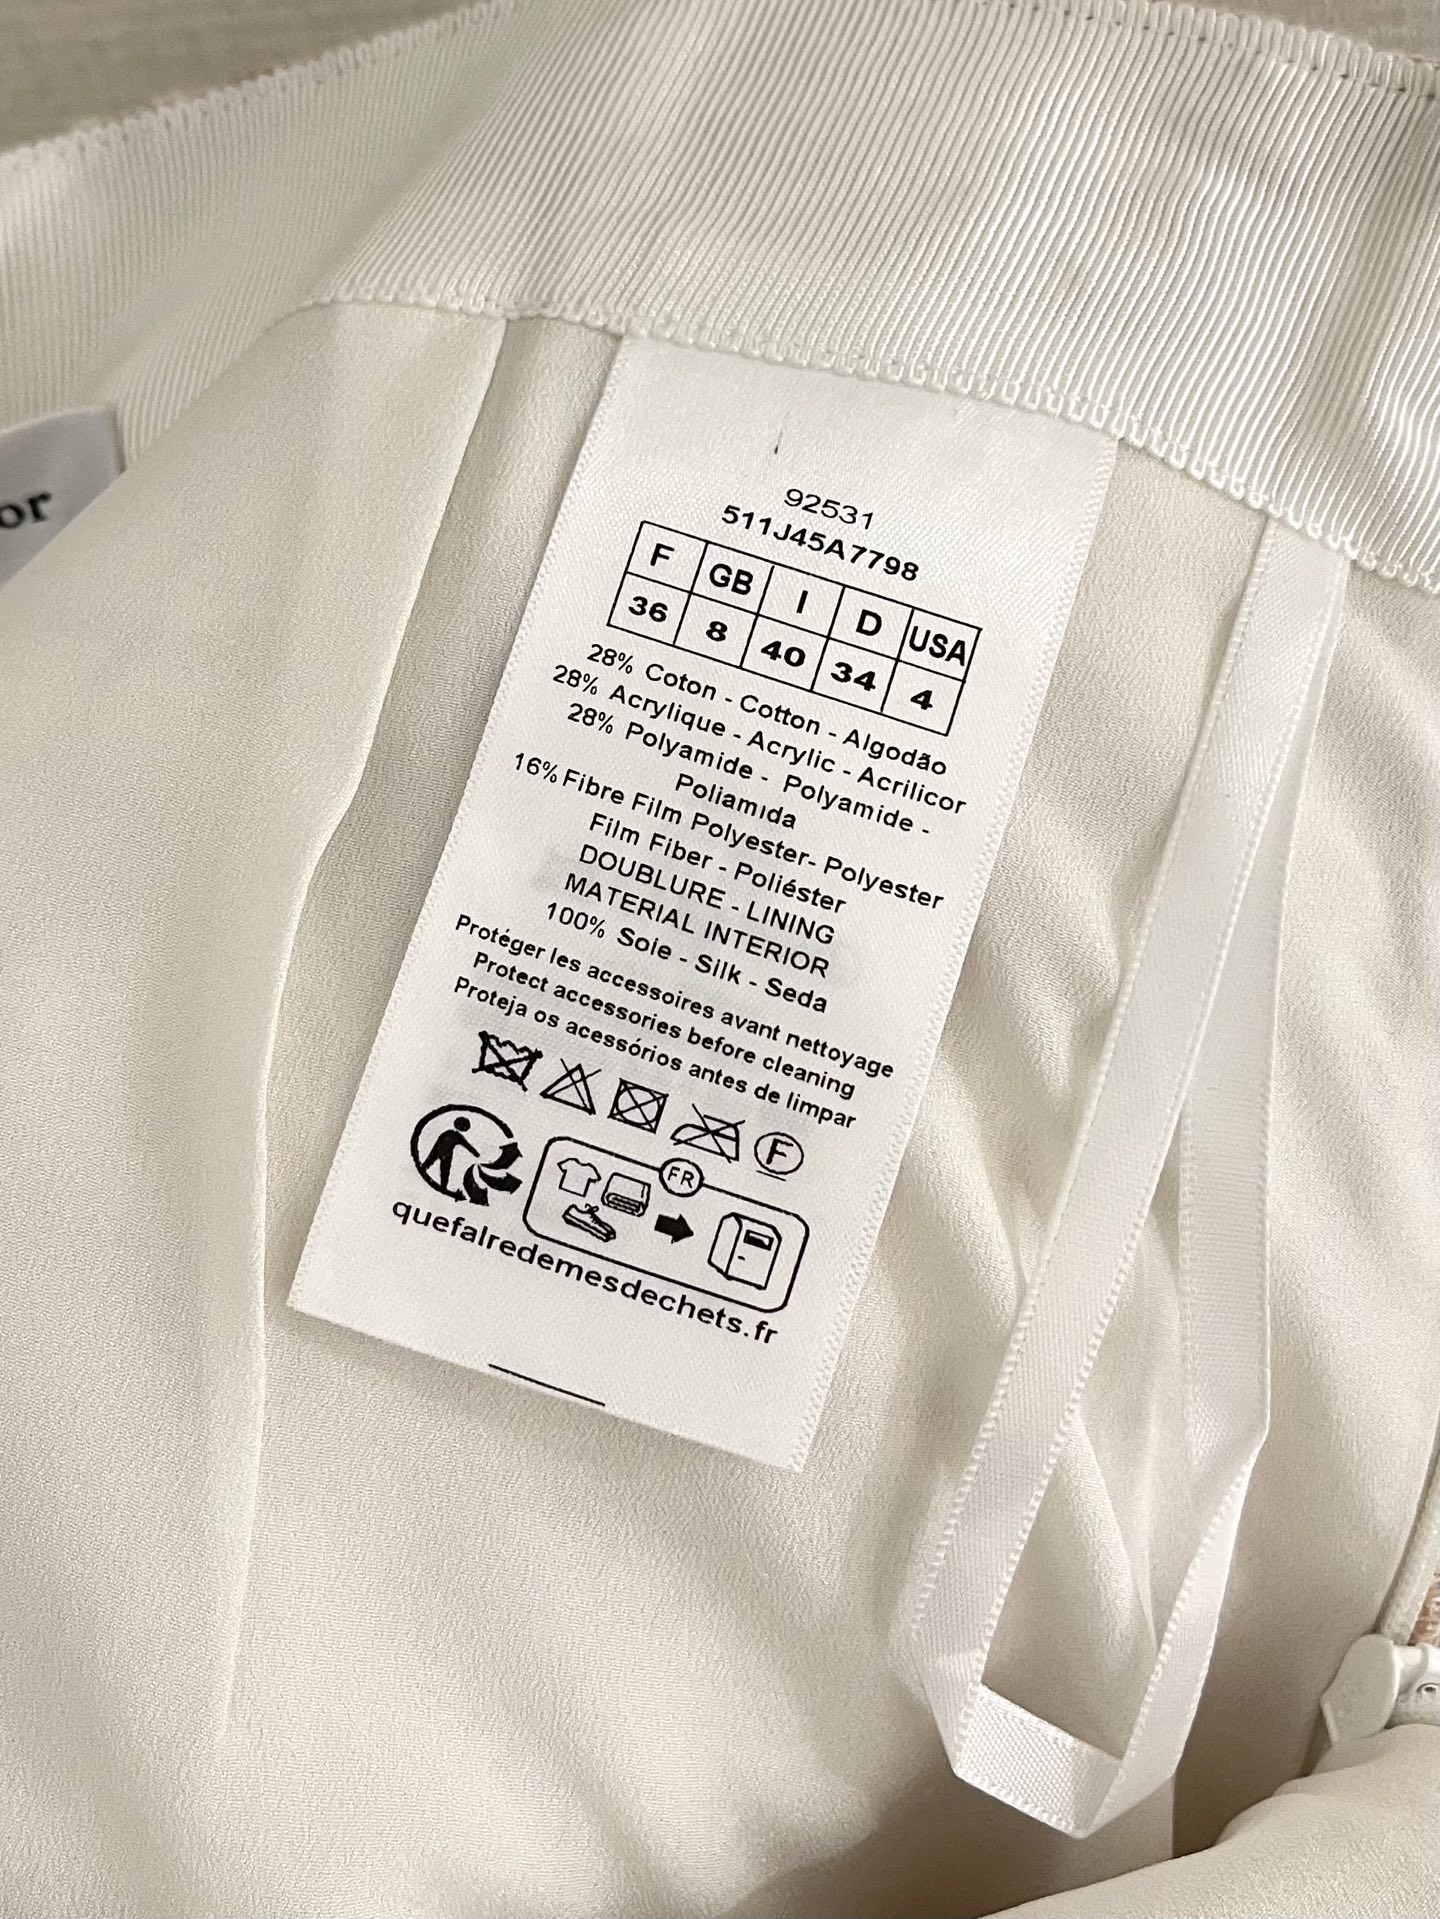 or
92531
511J45A7798
F GB I D USA
36 8 40 34 4
28% Coton - Cotton - Algodão
28% Acrylique - Acrylic - Acrilicor
28% Polyamide - Polyamide -
Poliamida
16% Fibre Film Polyester- Polyester
Film Fiber - Poliéster
DOUBLURE - LINING
MATERIAL INTERIOR
100% Soie - Silk - Seda
Protéger les accessoires avant nettoyage
Protect accessories before cleaning
Proteja os acessórios antes de limpar
F
FR
quefairedemesdechets.fr